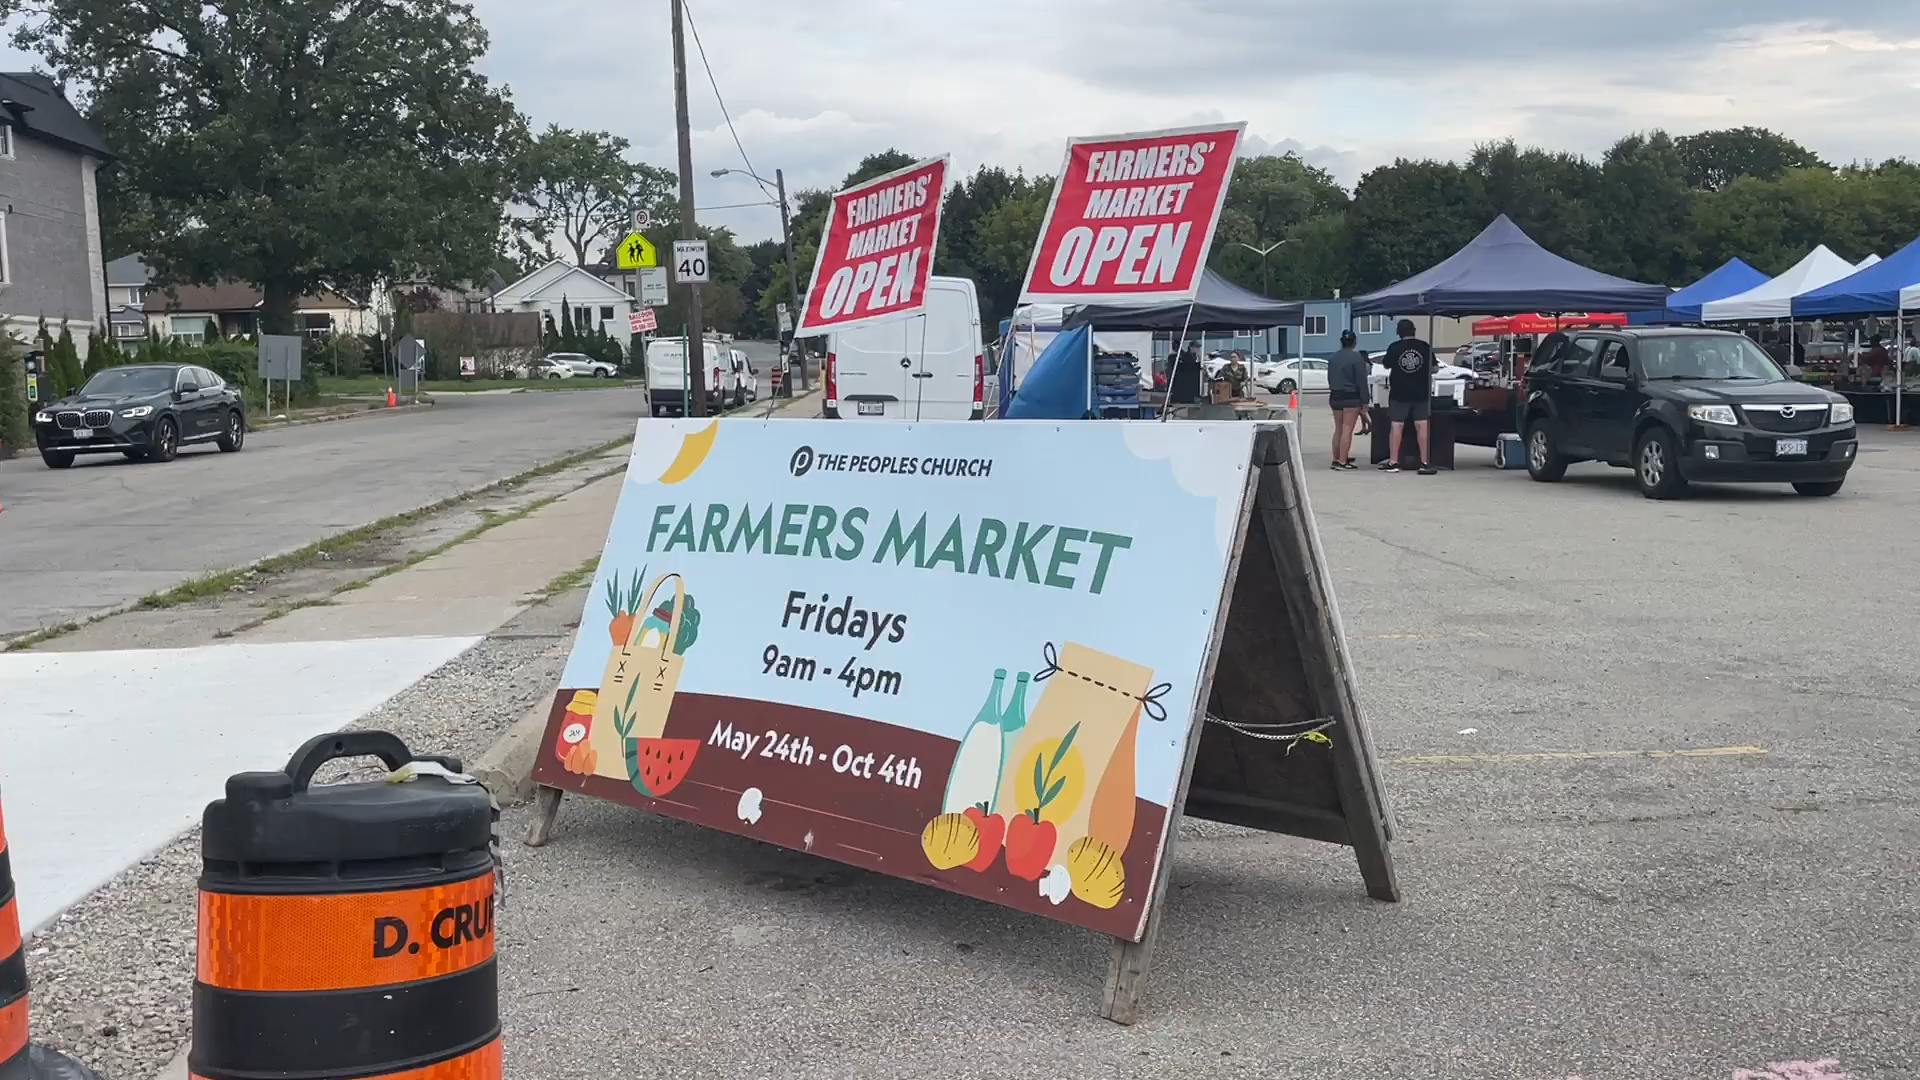 FARMERS'
MARKET
OPEN
FARMERS'
MARKET
OPEN
MAXIMUM
40
THE PEOPLES CHURCH
FARMERS MARKET
Fridays
9am - 4pm
May 24th - Oct 4th
JAM
D. CRUP